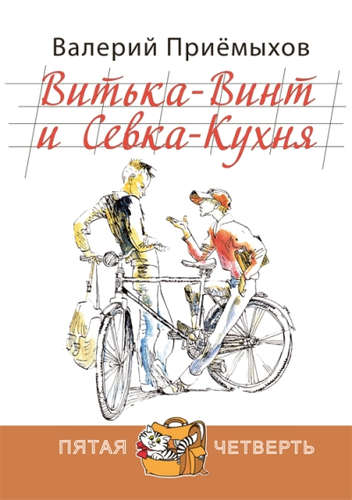 Валерий Приёмыхов
Витька-Винт
и Севка-Кухня
ПЯТАЯ ЧЕТВЕРТЬ